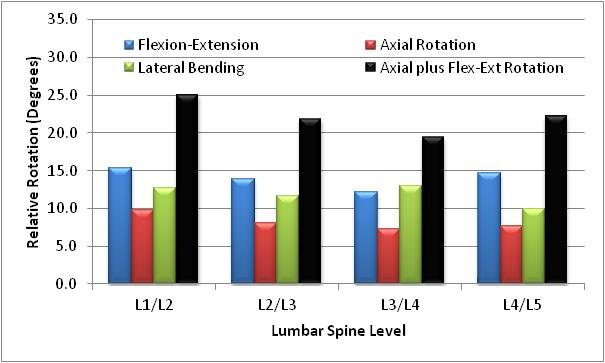 35.0
30.0
25.0
20.0
15.0
10.0
5.0
0.0
Relative Rotation (Degrees)
Flexion-Extension
Axial Rotation
Lateral Bending
Axial plus Flex-Ext Rotation
L1/L2
L2/L3
L3/L4
L4/L5
Lumbar Spine Level